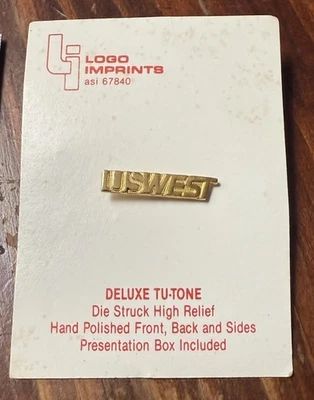 LOGO
IMPRINTS
asi 67840
USWEST
DELUXE TU-TONE
Die Struck High Relief
Hand Polished Front, Back and Sides
Presentation Box Included